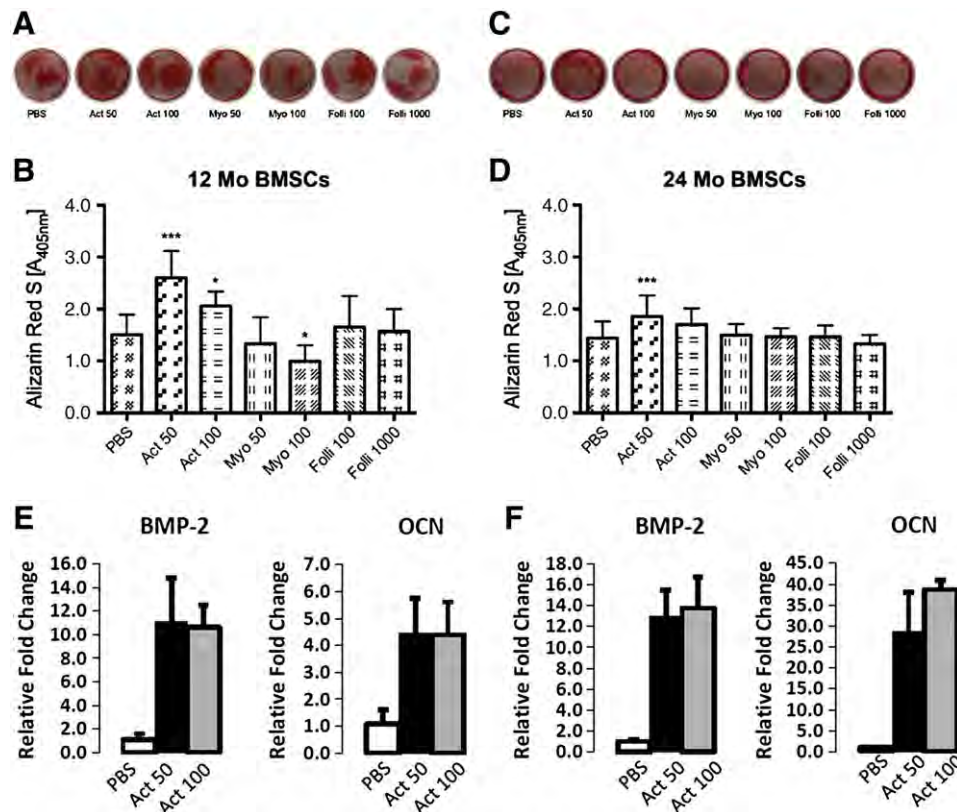 A
PBS Act 50 Act 100 Myo 50 Myo 100 Folli 100 Folli 1000
C
PBS Act 50 Act 100 Myo 50 Myo 100 Folli 100 Folli 1000
B
12 Mo BMSCs
Alizarin Red S [A405nm]
4.0
3.0
2.0
1.0
0.0
***
*
*
PBS Act 50 Act 100 Myo 50 Myo 100 Folli 100 Folli 1000
D
24 Mo BMSCs
Alizarin Red S [A405nm]
4.0
3.0
2.0
1.0
0.0
***
PBS Act 50 Act 100 Myo 50 Myo 100 Folli 100 Folli 1000
E
BMP-2
Relative Fold Change
16.0
14.0
12.0
10.0
8.0
6.0
4.0
2.0
0.0
PBS Act 50 Act 100
OCN
Relative Fold Change
7.0
6.0
5.0
4.0
3.0
2.0
1.0
0.0
PBS Act 50 Act 100
F
BMP-2
Relative Fold Change
18.0
16.0
14.0
12.0
10.0
8.0
6.0
4.0
2.0
0.0
PBS Act 50 Act 100
OCN
Relative Fold Change
45.0
40.0
35.0
30.0
25.0
20.0
15.0
10.0
5.0
0.0
PBS Act 50 Act 100